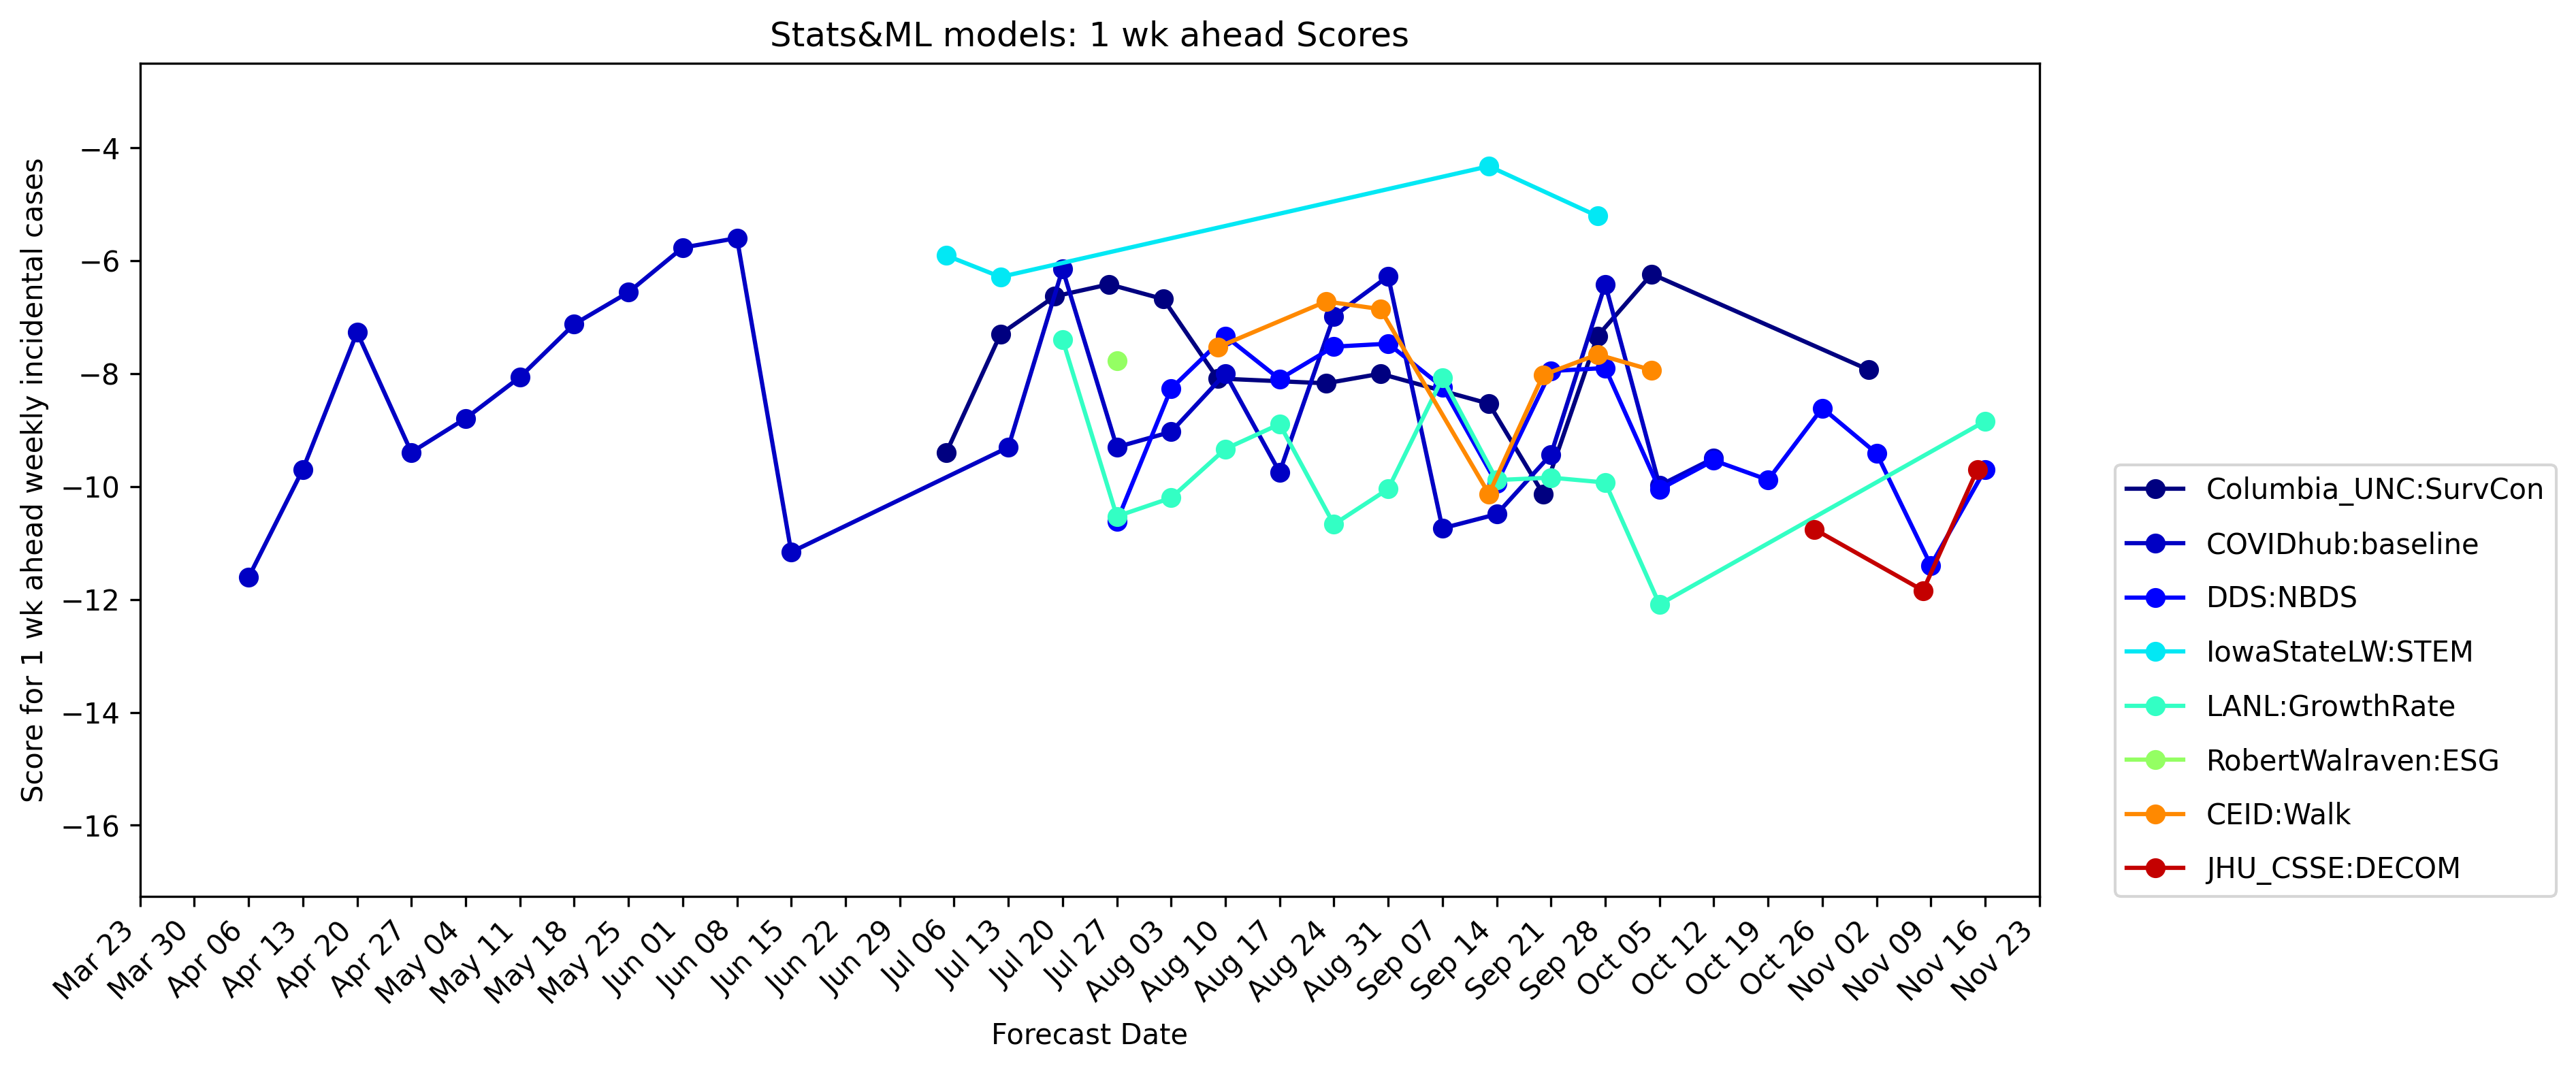 Stats&ML models: 1 wk ahead Scores
Score for 1 wk ahead weekly incidental cases
−4
−6
−8
−10
−12
−14
−16
Mar 23
Mar 30
Apr 06
Apr 13
Apr 20
Apr 27
May 04
May 11
May 18
May 25
Jun 01
Jun 08
Jun 15
Jun 22
Jun 29
Jul 06
Jul 13
Jul 20
Jul 27
Aug 03
Aug 10
Aug 17
Aug 24
Aug 31
Sep 07
Sep 14
Sep 21
Sep 28
Oct 05
Oct 12
Oct 19
Oct 26
Nov 02
Nov 09
Nov 16
Nov 23
Forecast Date
Columbia_UNC:SurvCon
COVIDhub:baseline
DDS:NBDS
IowaStateLW:STEM
LANL:GrowthRate
RobertWalraven:ESG
CEID:Walk
JHU_CSSE:DECOM